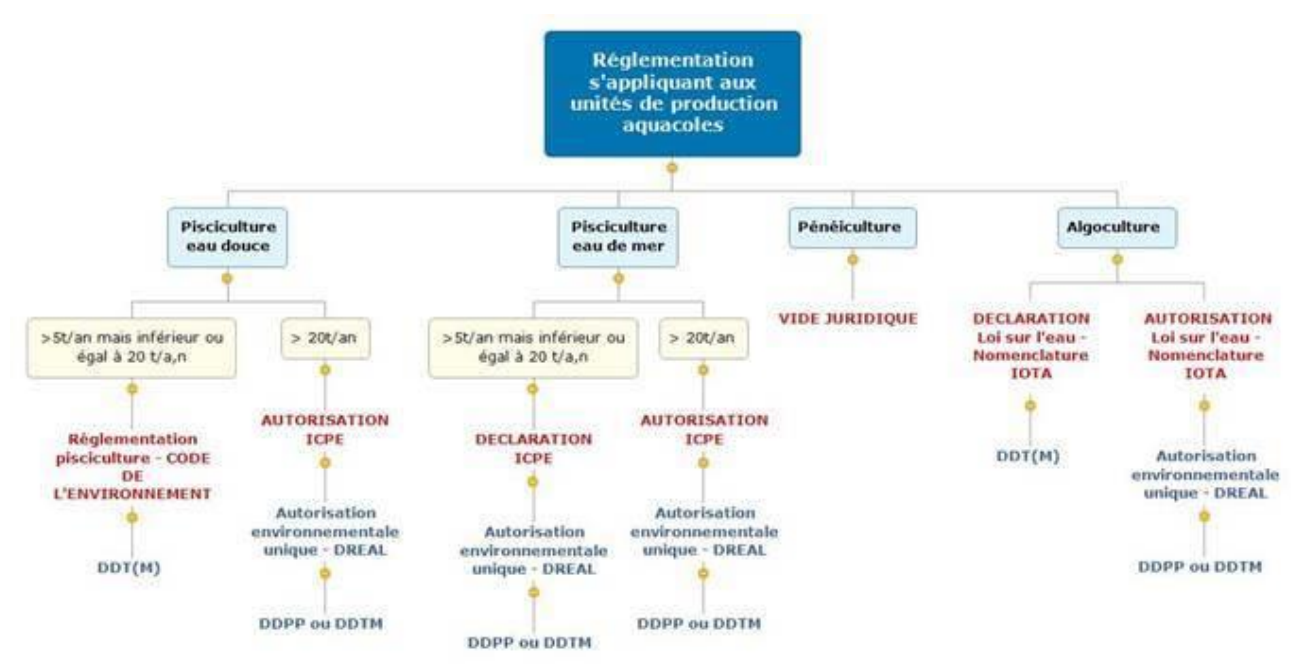 Réglementation
s'appliquant aux
unités de production
aquacoles
Pisciculture
eau douce
>5t/an mais inférieur ou
égal à 20 t/a,n
Réglementation
pisciculture - CODE
DE
L'ENVIRONNEMENT
DDT(M)
> 20t/an
AUTORISATION
ICPE
Autorisation
environnementale
unique - DREAL
DDPP ou DDTM
Pisciculture
eau de mer
>5t/an mais inférieur ou
égal à 20 t/a,n
DECLARATION
ICPE
Autorisation
environnementale
unique - DREAL
DDPP ou DDTM
> 20t/an
AUTORISATION
ICPE
Autorisation
environnementale
unique - DREAL
DDPP ou DDTM
Pénéiculture
VIDE JURIDIQUE
Algoculture
DECLARATION
Loi sur l'eau -
Nomenclature
IOTA
DDT(M)
AUTORISATION
Loi sur l'eau -
Nomenclature
IOTA
Autorisation
environnementale
unique - DREAL
DDPP ou DDTM